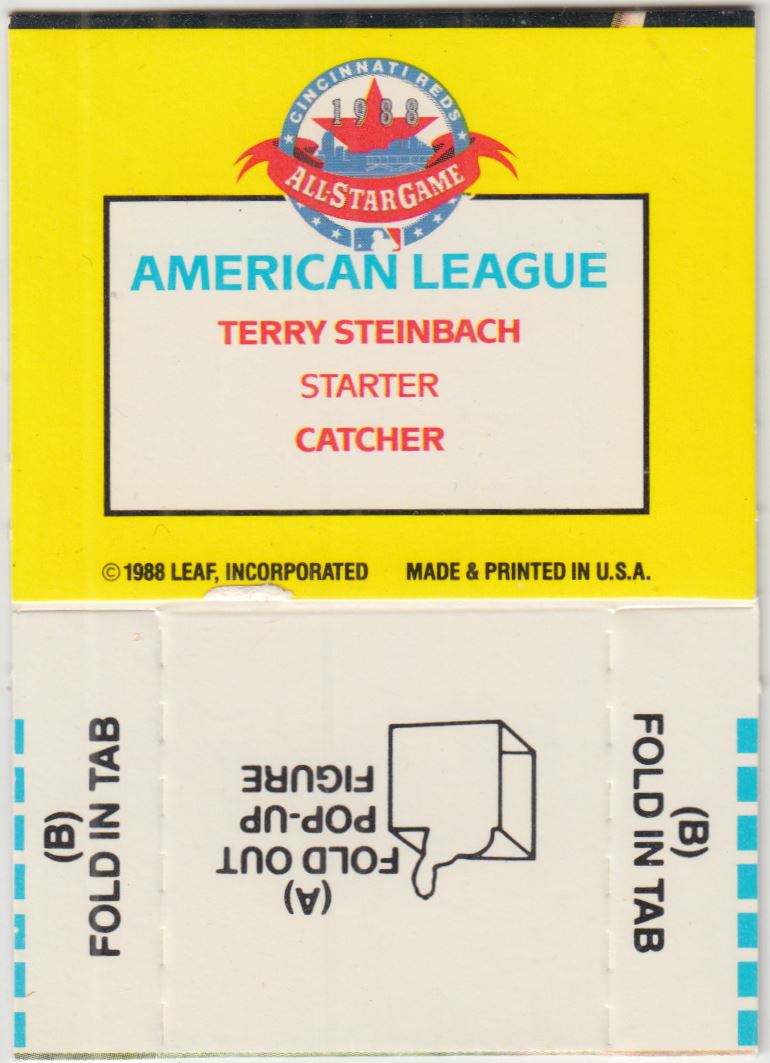 CINCINNATI REDS
1988
ALL-STAR GAME
AMERICAN LEAGUE
TERRY STEINBACH
STARTER
CATCHER
© 1988 LEAF, INCORPORATED MADE & PRINTED IN U.S.A.
(B)
FOLD IN TAB
(A)
FOLD OUT
POP-UP
FIGURE
(B)
FOLD IN TAB